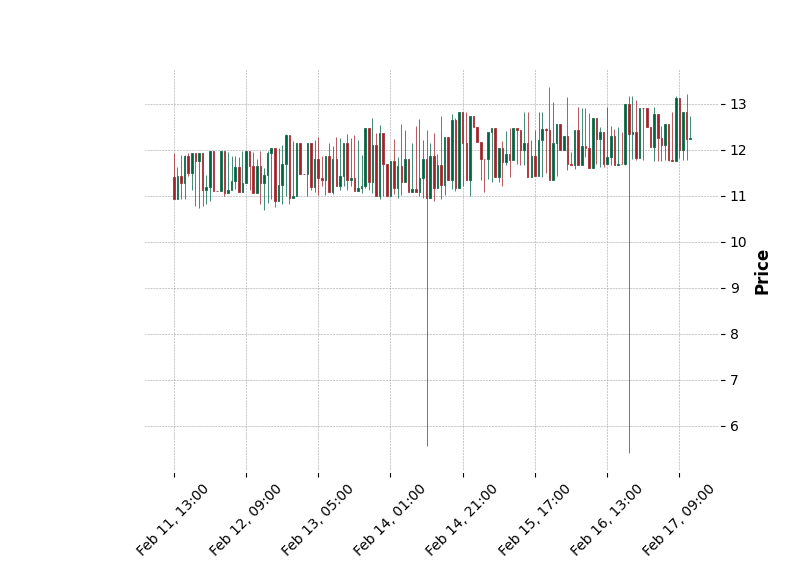 13
12
11
10
9
8
7
6
Price
Feb 11, 13:00
Feb 12, 09:00
Feb 13, 05:00
Feb 14, 01:00
Feb 14, 21:00
Feb 15, 17:00
Feb 16, 13:00
Feb 17, 09:00